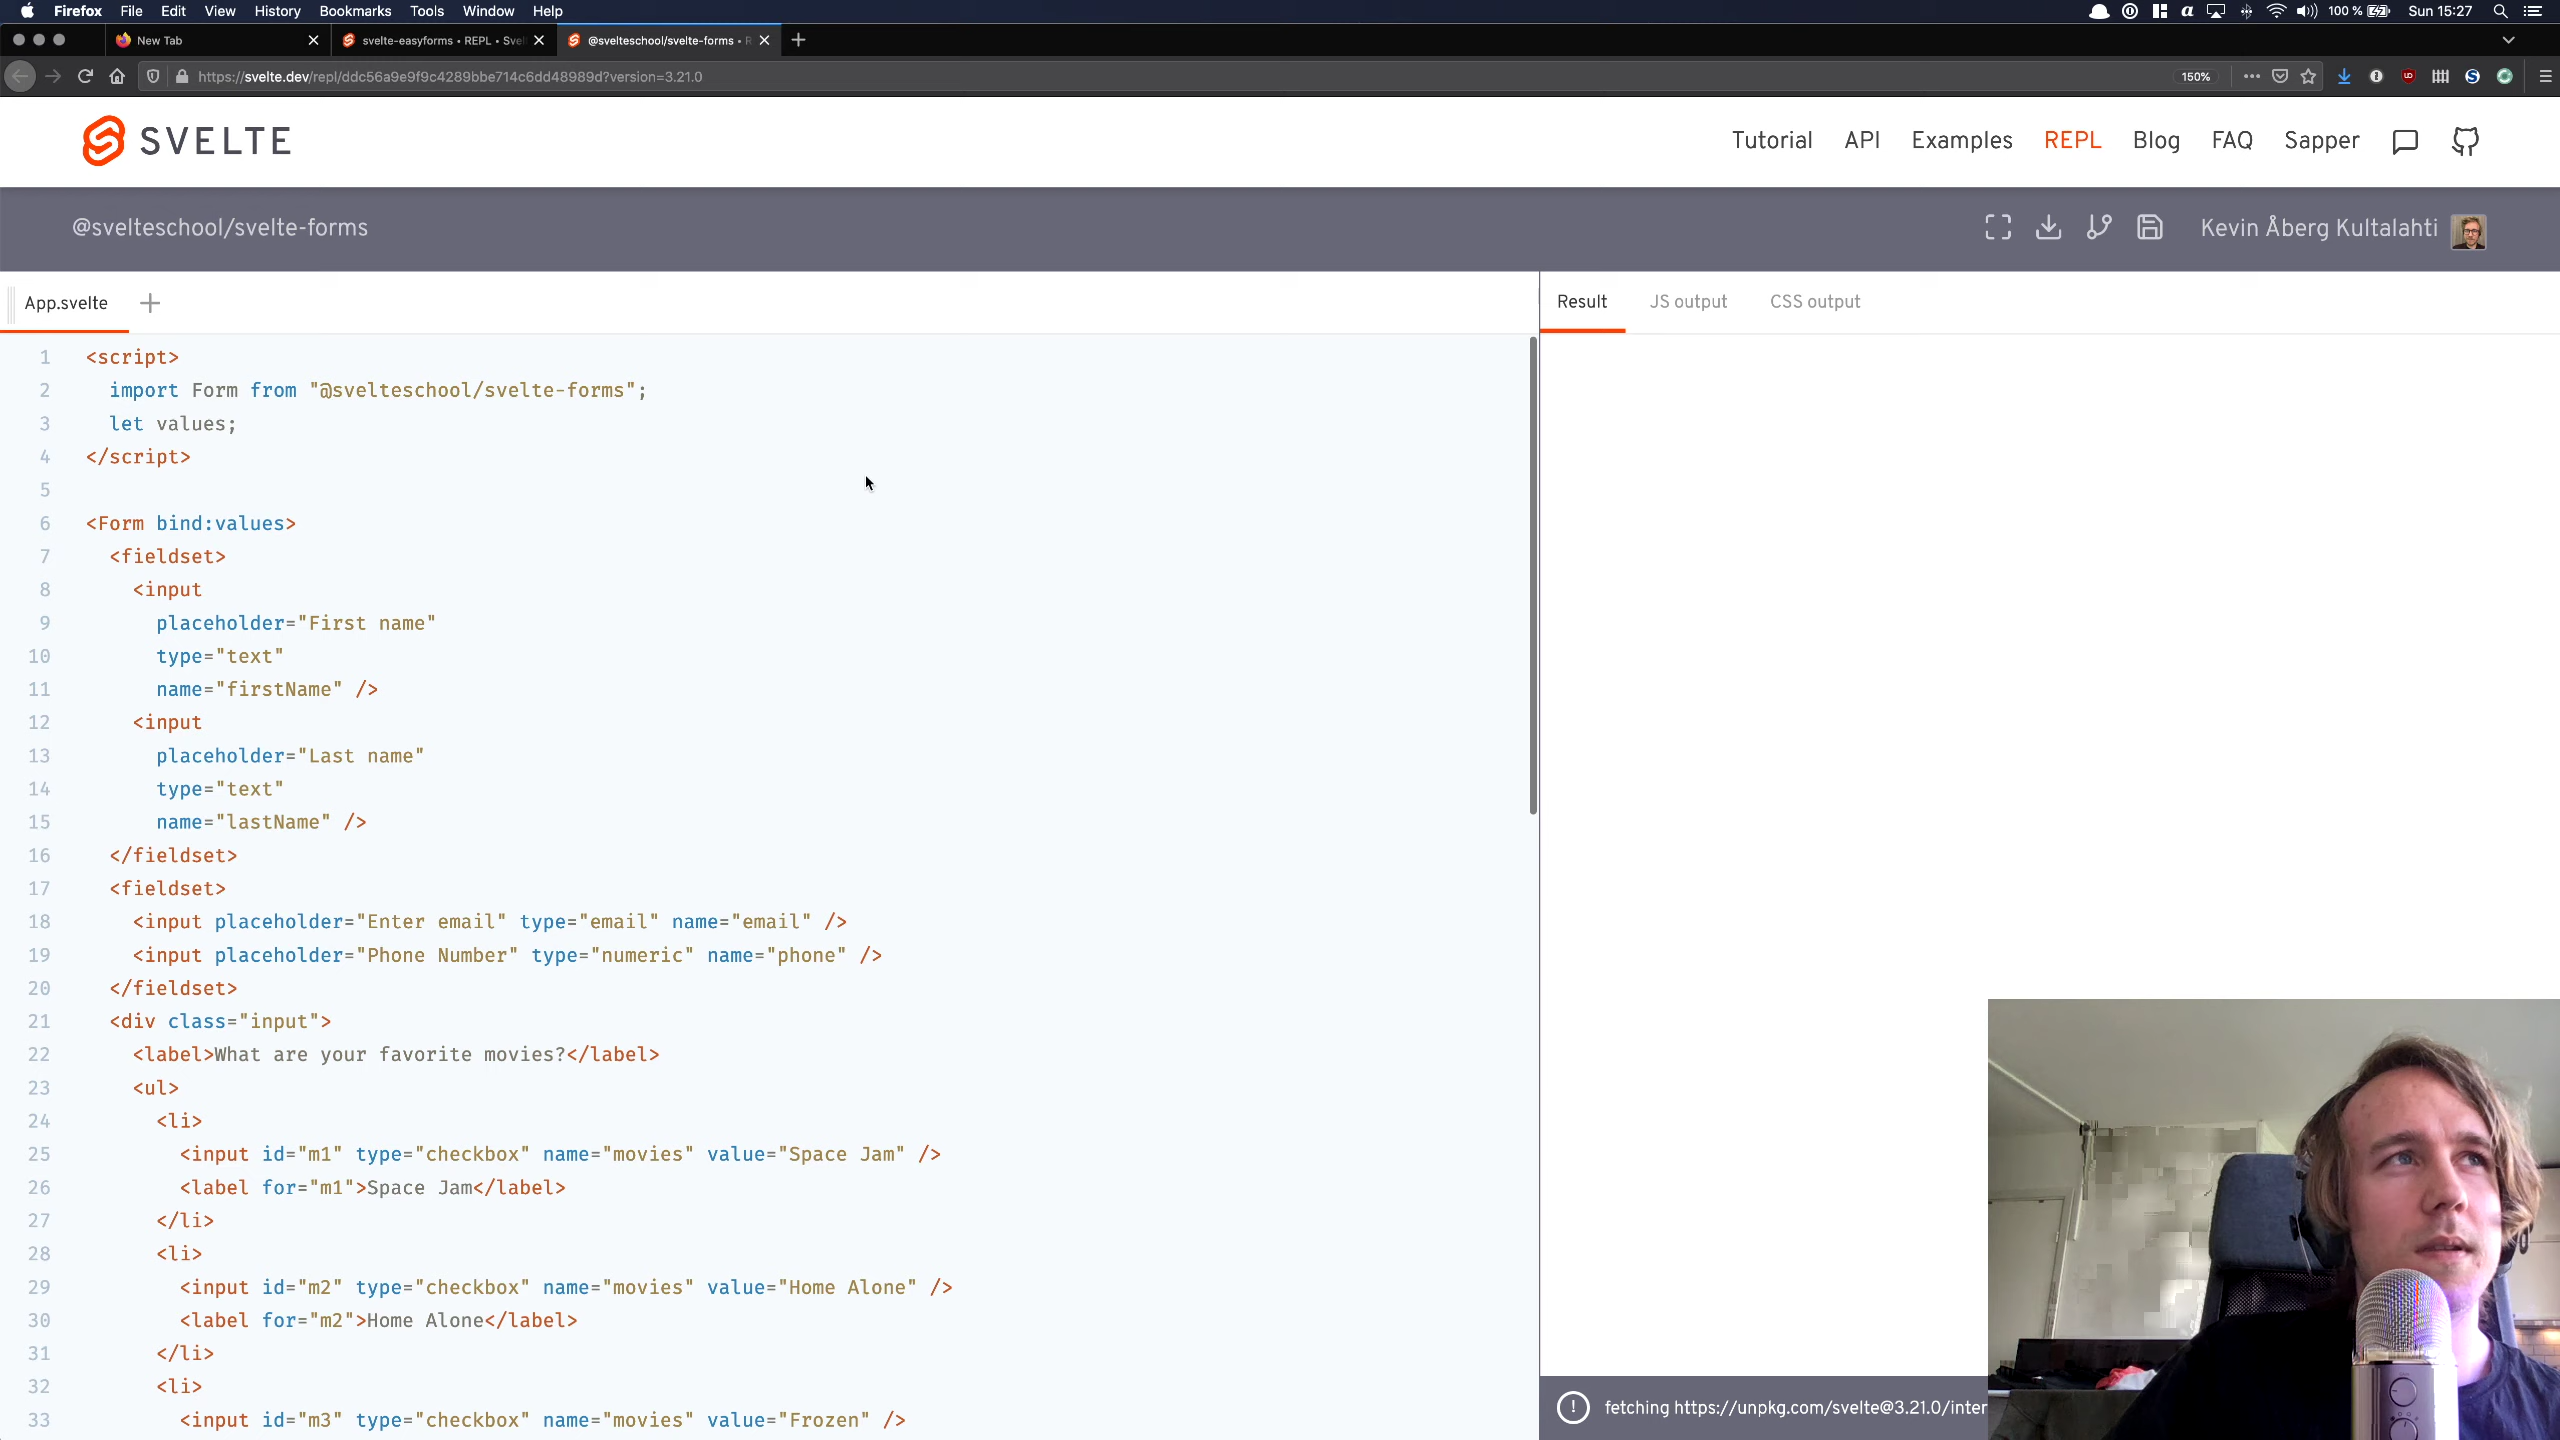 Firefox File Edit View History Bookmarks Tools Window Help
100 % Sun 15:27
New Tab
svelte-easyforms • REPL • Svel
@svelteschool/svelte-forms • R
https://svelte.dev/repl/ddc56a9e9f9c4289bbe714c6dd48989d?version=3.21.0
150%
SVELTE
Tutorial API Examples REPL Blog FAQ Sapper
@svelteschool/svelte-forms
Kevin Åberg Kultalahti
App.svelte
Result JS output CSS output
1 <script>
2 import Form from "@svelteschool/svelte-forms";
3 let values;
4 </script>
5
6 <Form bind:values>
7 <fieldset>
8 <input
9 placeholder="First name"
10 type="text"
11 name="firstName" />
12 <input
13 placeholder="Last name"
14 type="text"
15 name="lastName" />
16 </fieldset>
17 <fieldset>
18 <input placeholder="Enter email" type="email" name="email" />
19 <input placeholder="Phone Number" type="numeric" name="phone" />
20 </fieldset>
21 <div class="input">
22 <label>What are your favorite movies?</label>
23 <ul>
24 <li>
25 <input id="m1" type="checkbox" name="movies" value="Space Jam" />
26 <label for="m1">Space Jam</label>
27 </li>
28 <li>
29 <input id="m2" type="checkbox" name="movies" value="Home Alone" />
30 <label for="m2">Home Alone</label>
31 </li>
32 <li>
33 <input id="m3" type="checkbox" name="movies" value="Frozen" />
fetching https://unpkg.com/svelte@3.21.0/inter